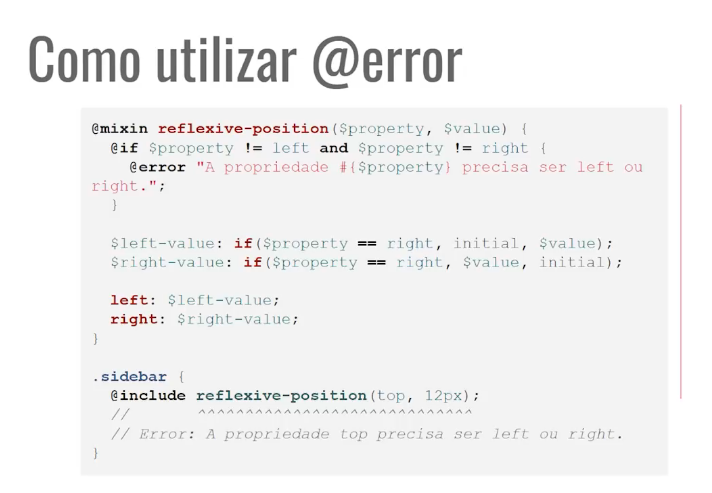 Como utilizar @error
@mixin reflexive-position($property, $value) {
  @if $property != left and $property != right {
    @error "A propriedade #{$property} precisa ser left ou
right.";
  }

  $left-value: if($property == right, initial, $value);
  $right-value: if($property == right, $value, initial);

  left: $left-value;
  right: $right-value;
}

.sidebar {
  @include reflexive-position(top, 12px);
  //       ^^^^^^^^^^^^^^^^^^^^^^^^^^^^^
  // Error: A propriedade top precisa ser left ou right.
}